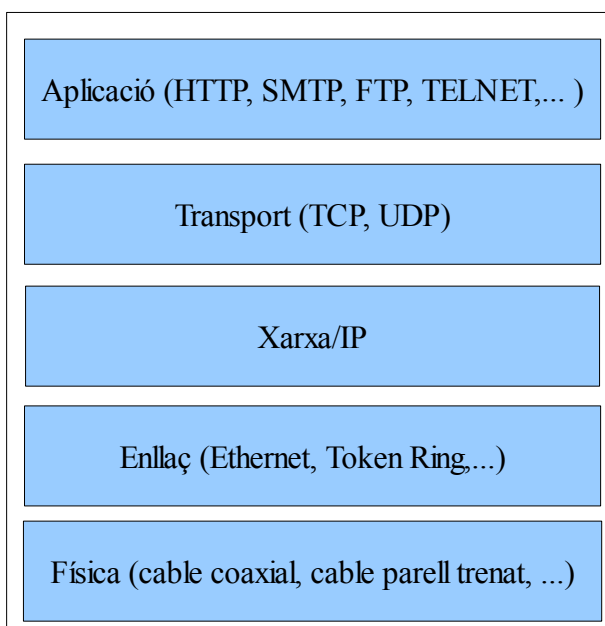 Aplicació (HTTP, SMTP, FTP, TELNET,... )
Transport (TCP, UDP)
Xarxa/IP
Enllaç (Ethernet, Token Ring,...)
Física (cable coaxial, cable parell trenat, ...)